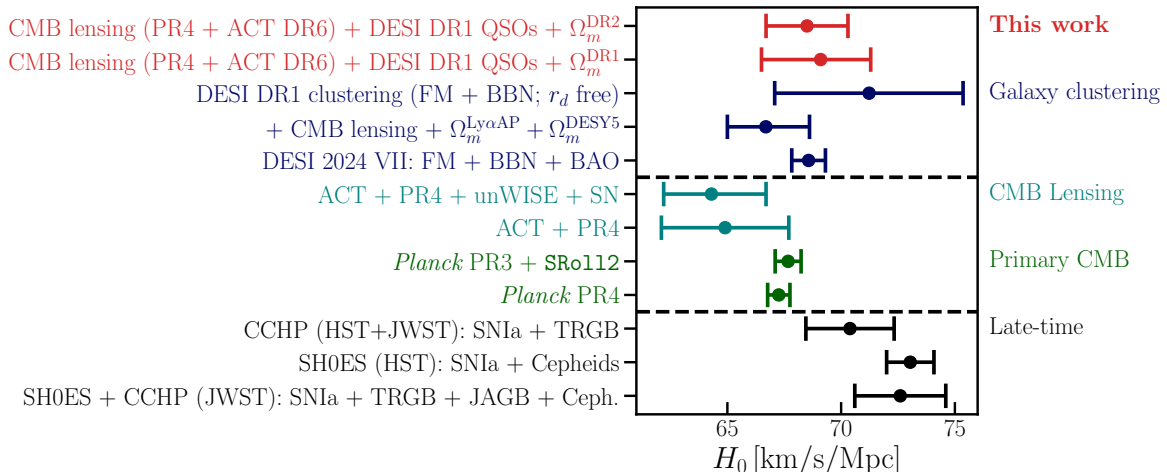 CMB lensing (PR4 + ACT DR6) + DESI DR1 QSOs + Ω_m^DR2 This work
CMB lensing (PR4 + ACT DR6) + DESI DR1 QSOs + Ω_m^DR1
DESI DR1 clustering (FM + BBN; r_d free) Galaxy clustering
+ CMB lensing + Ω_m^LyαAP + Ω_m^DESY5
DESI 2024 VII: FM + BBN + BAO
ACT + PR4 + unWISE + SN CMB Lensing
ACT + PR4
Planck PR3 + SRoll2 Primary CMB
Planck PR4
CCHP (HST+JWST): SNIa + TRGB Late-time
SH0ES (HST): SNIa + Cepheids
SH0ES + CCHP (JWST): SNIa + TRGB + JAGB + Ceph.
65 70 75
H_0 [km/s/Mpc]